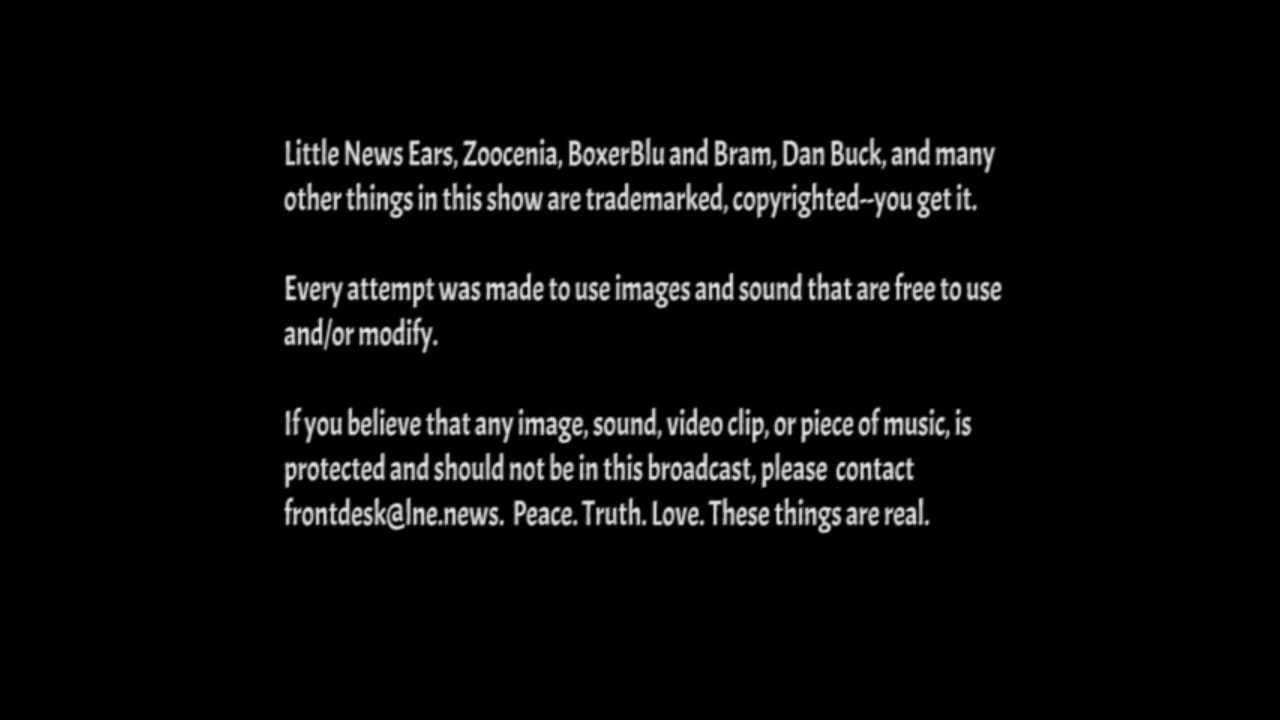 Little News Ears, Zoocenia, BoxerBlu and Bram, Dan Buck, and many
other things in this show are trademarked, copyrighted--you get it.
Every attempt was made to use images and sound that are free to use
and/or modify.
If you believe that any image, sound, video clip, or piece of music, is
protected and should not be in this broadcast, please contact
frontdesk@lne.news. Peace. Truth. Love. These things are real.